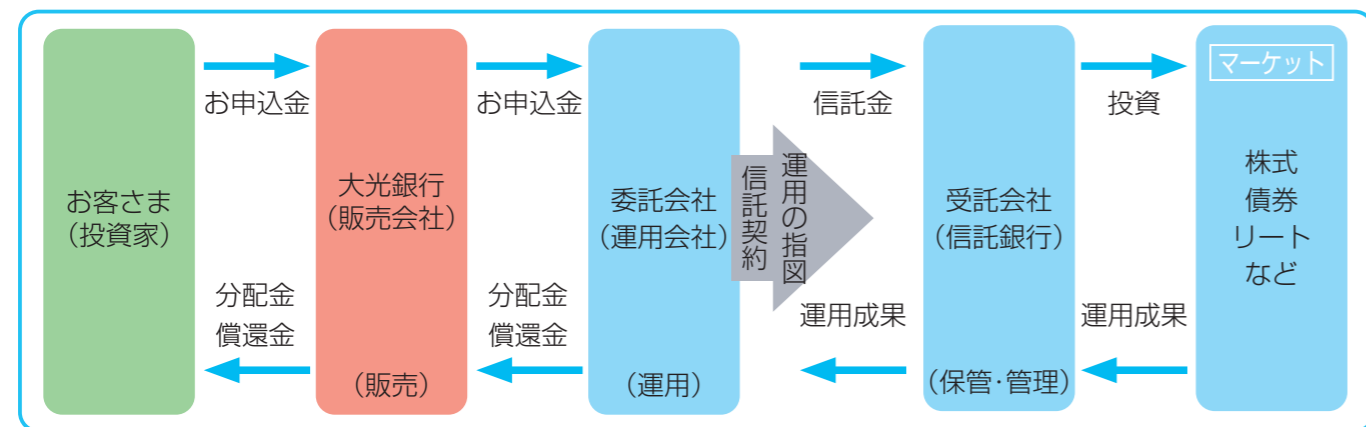 お客さま
（投資家）
お申込金
分配金
償還金
大光銀行
（販売会社）
（販売）
お申込金
分配金
償還金
委託会社
（運用会社）
（運用）
信託契約
運用の指図
信託金
運用成果
受託会社
（信託銀行）
（保管・管理）
投資
運用成果
マーケット
株式
債券
リート
など